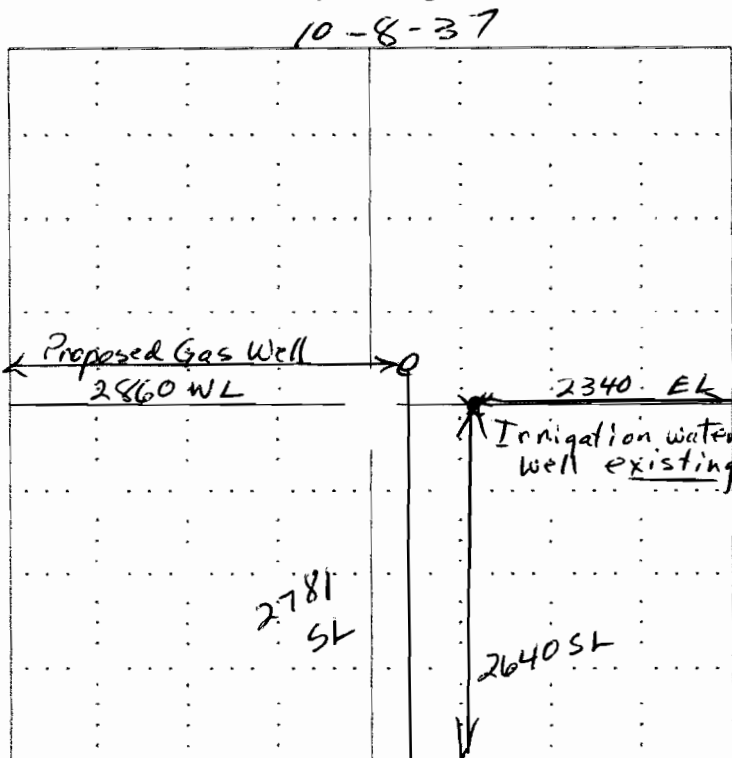 10-8-37
Proposed Gas Well
2860 WL
2340 EL
Irrigation water
well existing
2781
SL
2640 SL